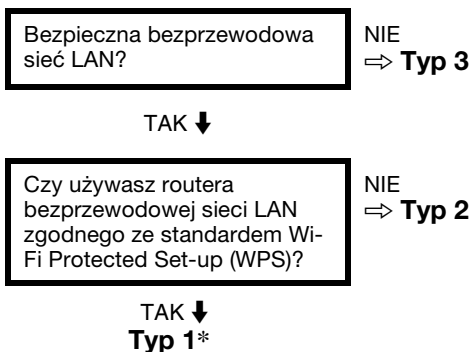 Bezpieczna bezprzewodowa
sieć LAN?
NIE
⇨ Typ 3
TAK ⬇
Czy używasz routera
bezprzewodowej sieci LAN
zgodnego ze standardem Wi-
Fi Protected Set-up (WPS)?
NIE
⇨ Typ 2
TAK ⬇
Typ 1*